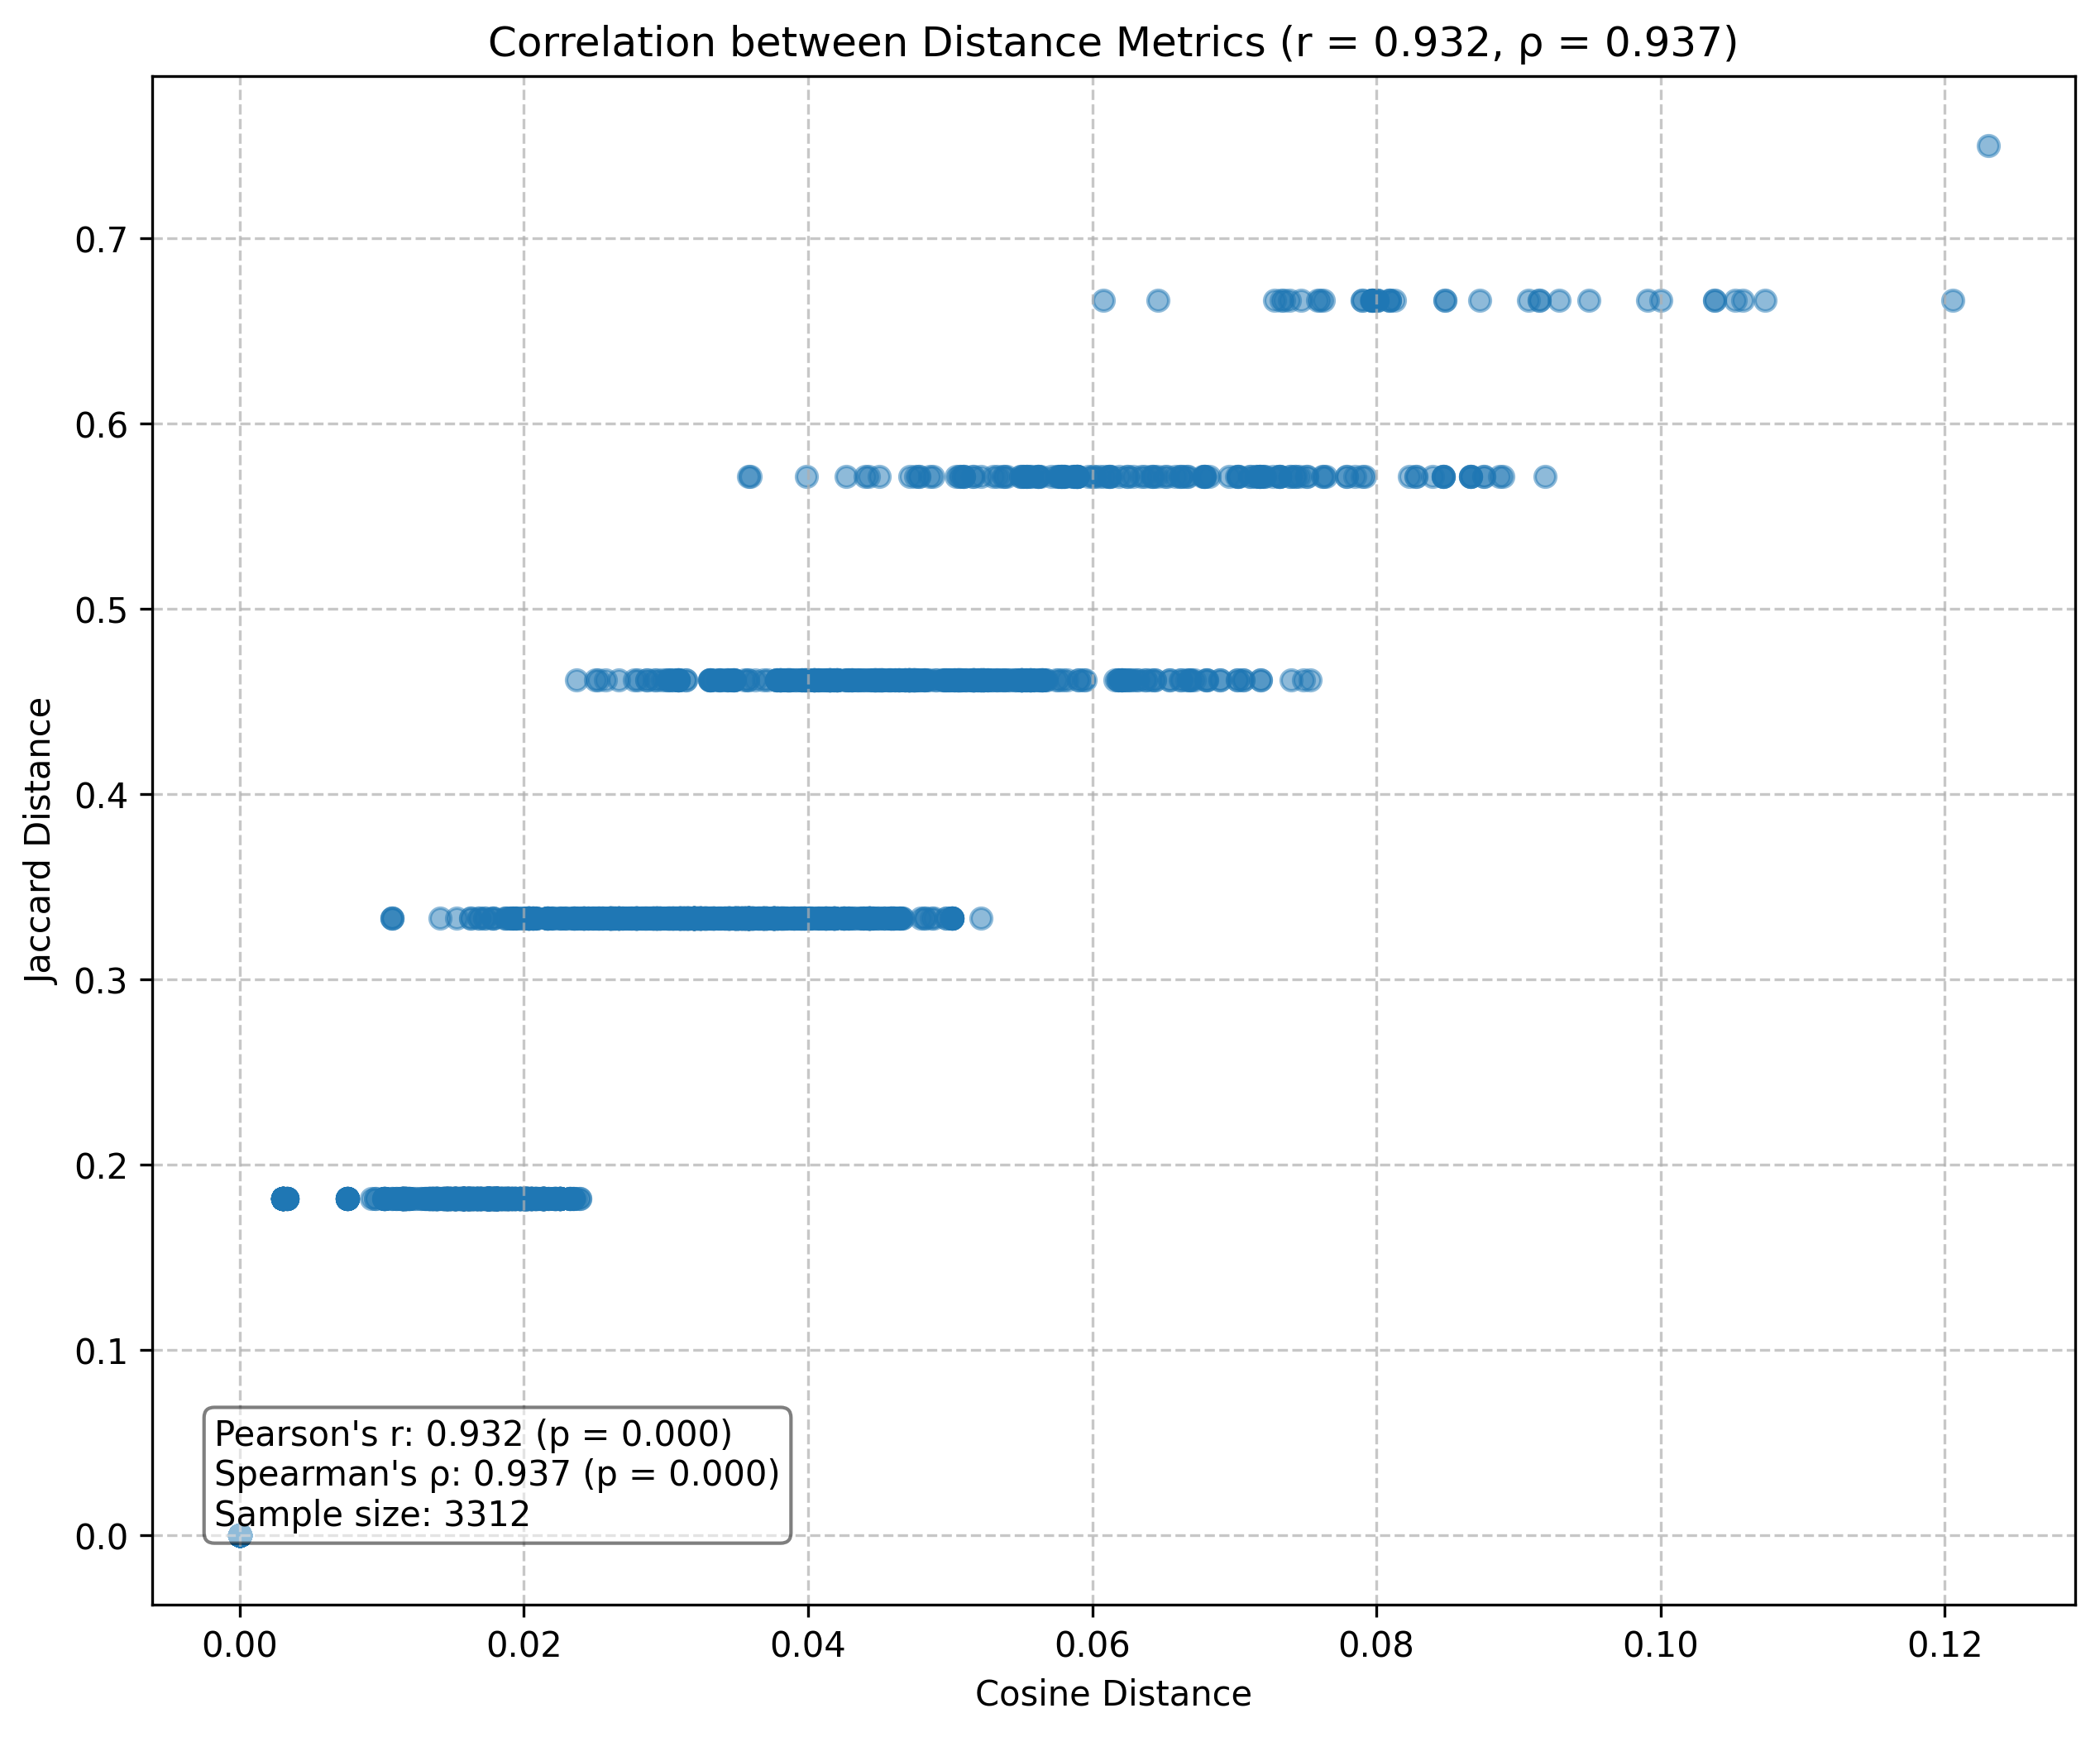 Correlation between Distance Metrics (r = 0.932, ρ = 0.937)
Jaccard Distance
0.7
0.6
0.5
0.4
0.3
0.2
0.1
0.0
Pearson's r: 0.932 (p = 0.000)
Spearman's ρ: 0.937 (p = 0.000)
Sample size: 3312
0.00 0.02 0.04 0.06 0.08 0.10 0.12
Cosine Distance